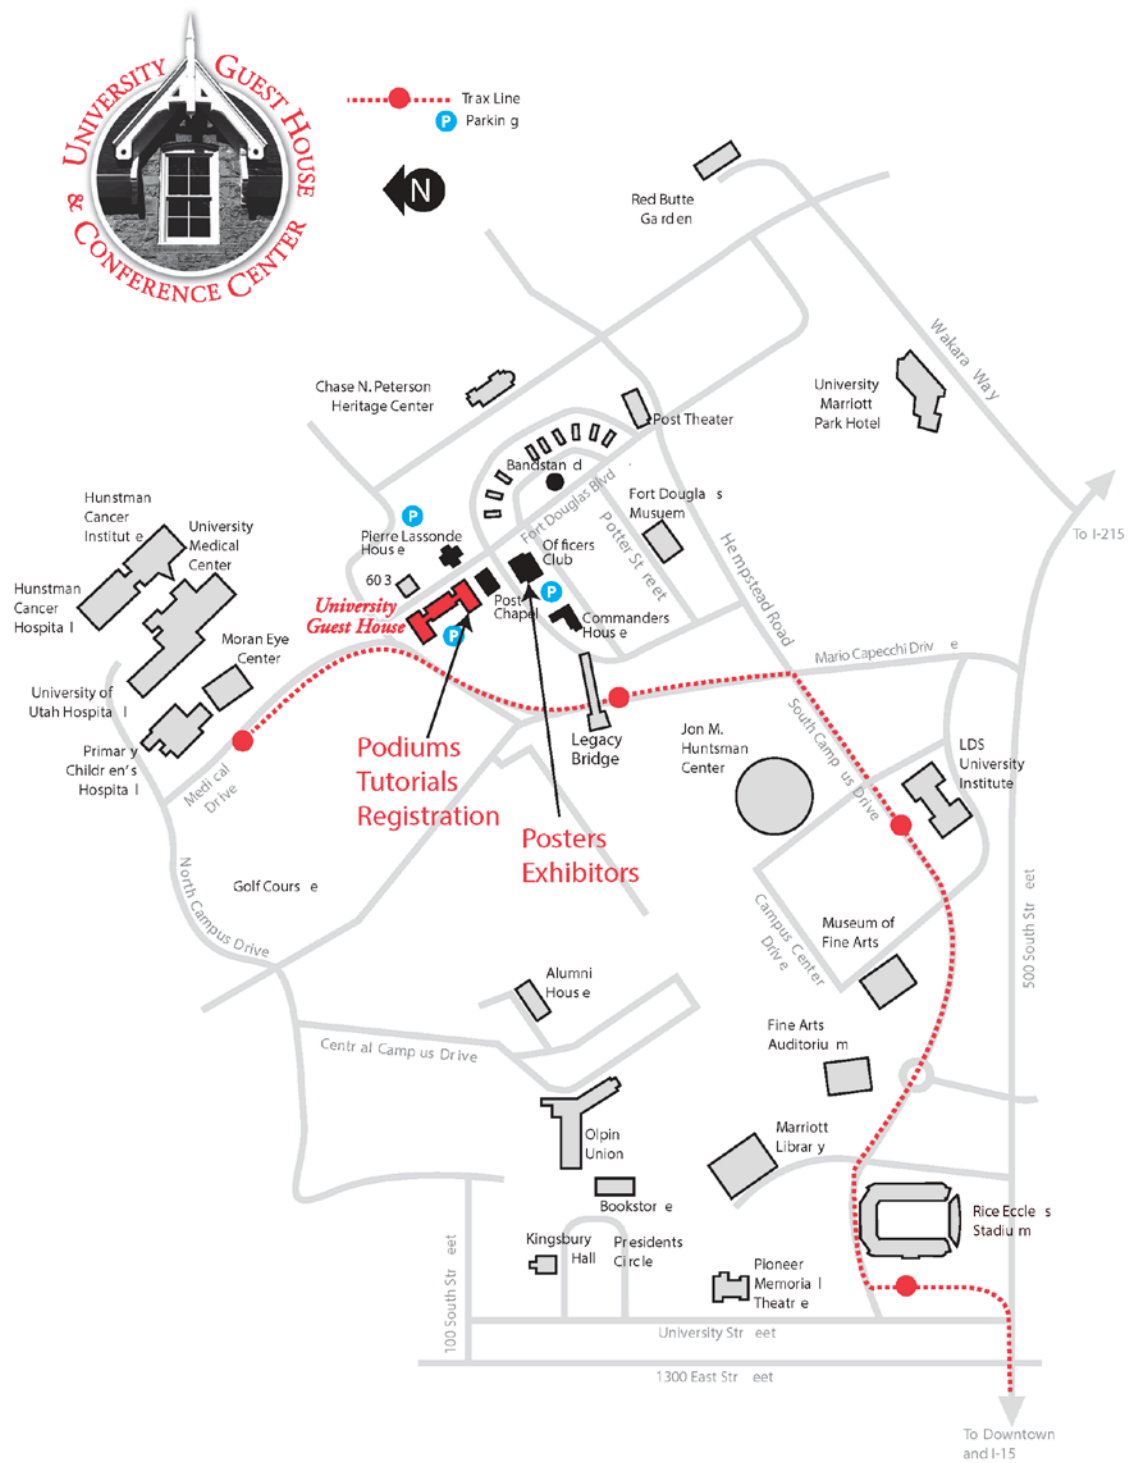 UNIVERSITY GUEST HOUSE
& CONFERENCE CENTER
Trax Line
P Parkin g
N
Red Butte
Ga rd en
Wakara Wa y
Chase N. Peterson
Heritage Center
University
Marriott
Park Hotel
Post Theater
Bandstan d
Fort Douglas Blvd
Fort Dougla s
Musuem
Potter St reet
Hempstead Road
To I-215
Hunstman
Cancer
Institut e
University
Medical
Center
P
Pierre Lassonde
Hous e
Of ficers
Club
60 3
Hunstman
Cancer
Hospita l
University
Guest House
P
Post
Chapel
P
Commanders
Hous e
Moran Eye
Center
Mario Capecchi Driv e
University of
Utah Hospita l
South Camp us Drive
Primar y
Childr en's
Hospita l
Medi cal
Dr ive
Podiums
Tutorials
Registration
Legacy
Bridge
Jon M.
Huntsman
Center
LDS
University
Institute
Posters
Exhibitors
North Campus Drive
Golf Cours e
Campus Center
Driv e
Museum of
Fine Arts
500 South Str eet
Alumni
Hous e
Fine Arts
Auditoriu m
Centr al Camp us Drive
Olpin
Union
Marriott
Librar y
Bookstor e
Rice Eccle s
Stadiu m
Kingsbury
Hall
Presidents
Circle
Pioneer
Memoria l
Theatr e
100 South Str eet
University Str eet
1300 East Str eet
To Downtown
and I-15